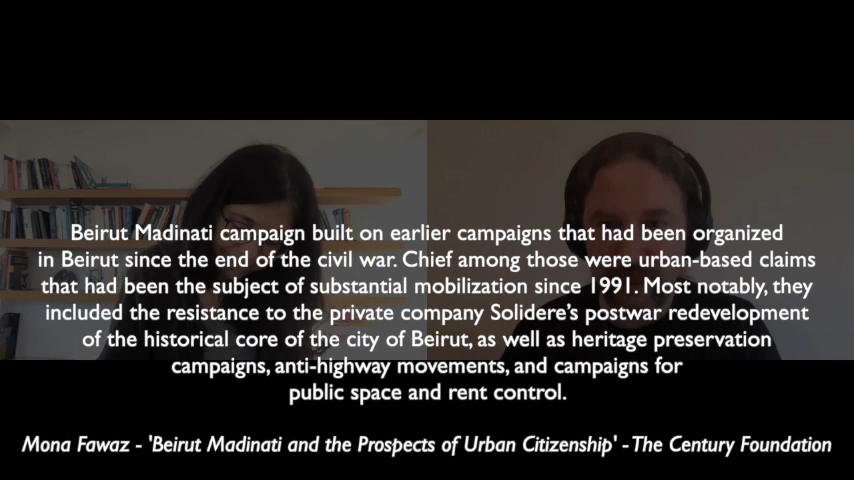 Beirut Madinati campaign built on earlier campaigns that had been organized
in Beirut since the end of the civil war. Chief among those were urban-based claims
that had been the subject of substantial mobilization since 1991. Most notably, they
included the resistance to the private company Solidere's postwar redevelopment
of the historical core of the city of Beirut, as well as heritage preservation
campaigns, anti-highway movements, and campaigns for
public space and rent control.
Mona Fawaz - 'Beirut Madinati and the Prospects of Urban Citizenship' - The Century Foundation